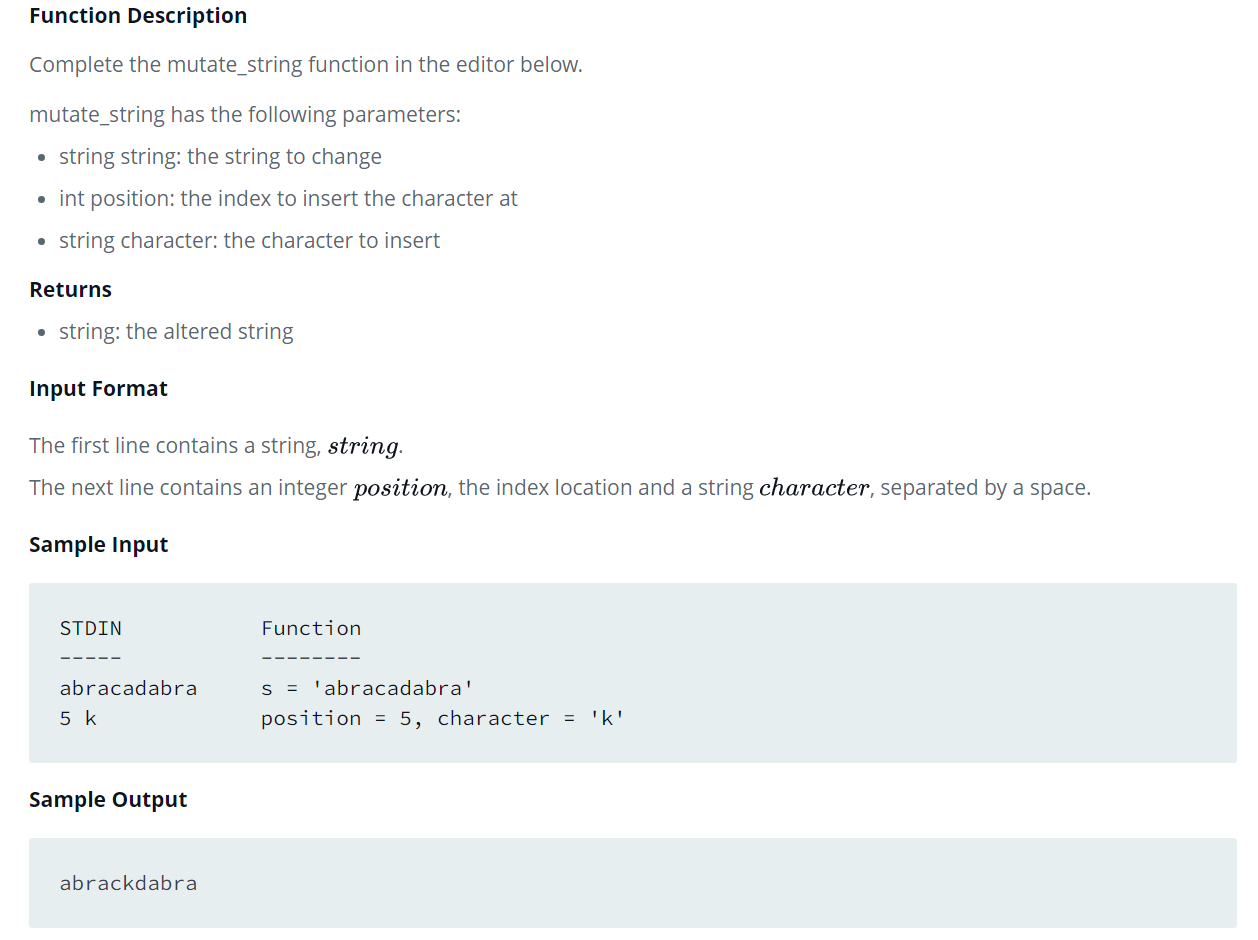 Function Description
Complete the mutate_string function in the editor below.
mutate_string has the following parameters:
• string string: the string to change
• int position: the index to insert the character at
• string character: the character to insert
Returns
• string: the altered string
Input Format
The first line contains a string, string.
The next line contains an integer position, the index location and a string character, separated by a space.
Sample Input
STDIN           Function
-----           --------
abracadabra     s = 'abracadabra'
5 k             position = 5, character = 'k'
Sample Output
abrackdabra